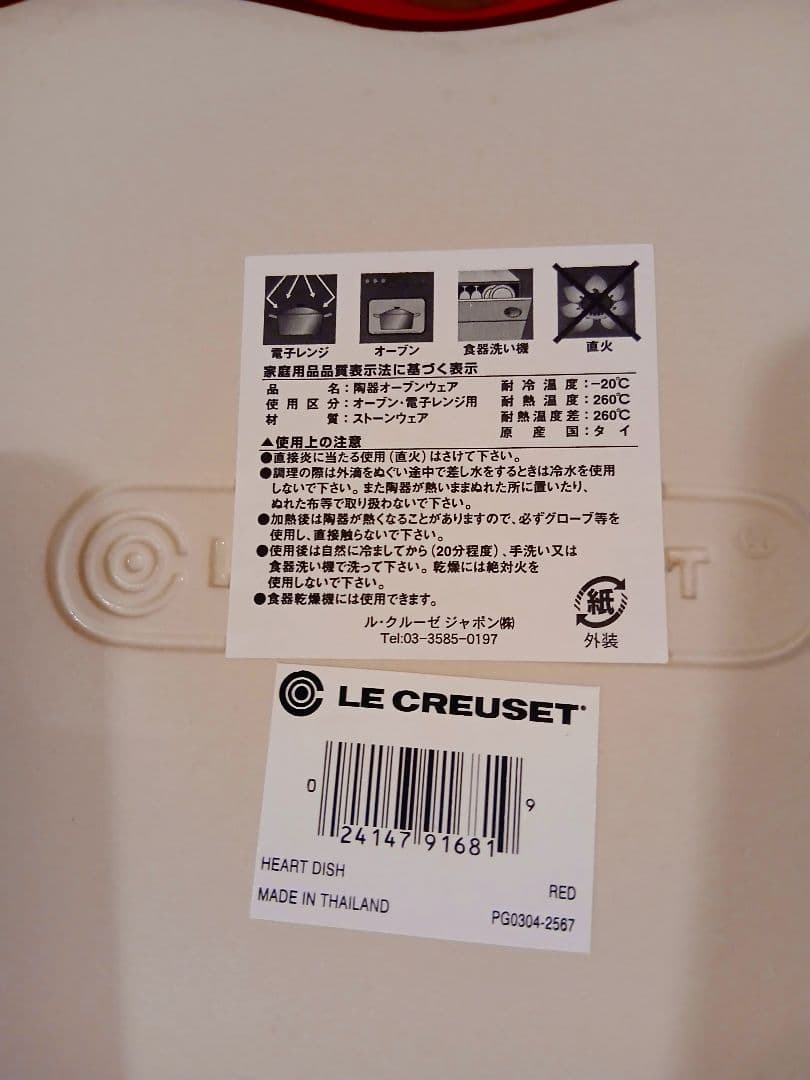 電子レンジ オーブン 食器洗い機 直火
家庭用品品質表示法に基づく表示
品 名：陶器オーブンウェア 耐冷温度：−20℃
使用区分：オーブン・電子レンジ用 耐熱温度：260℃
材 質：ストーンウェア 耐熱温度差：260℃
原産国：タイ
▲使用上の注意
●直接炎に当たる使用（直火）はさけて下さい。
●調理の際は外滴をぬぐい途中で差し水をするときは冷水を使用
しないで下さい。また陶器が熱いままぬれた所に置いたり、
ぬれた布等で取り扱わないで下さい。
●加熱後は陶器が熱くなることがありますので、必ずグローブ等を
使用し、直接触らないで下さい。
●使用後は自然に冷ましてから（20分程度）、手洗い又は
食器洗い機で洗って下さい。乾燥には絶対火を
使用しないで下さい。
●食器乾燥機には使用できます。
ル・クルーゼ ジャポン㈱
Tel:03−3585−0197
紙
外装
LE CREUSET
0 24147 91681 9
HEART DISH
RED
MADE IN THAILAND
PG0304-2567